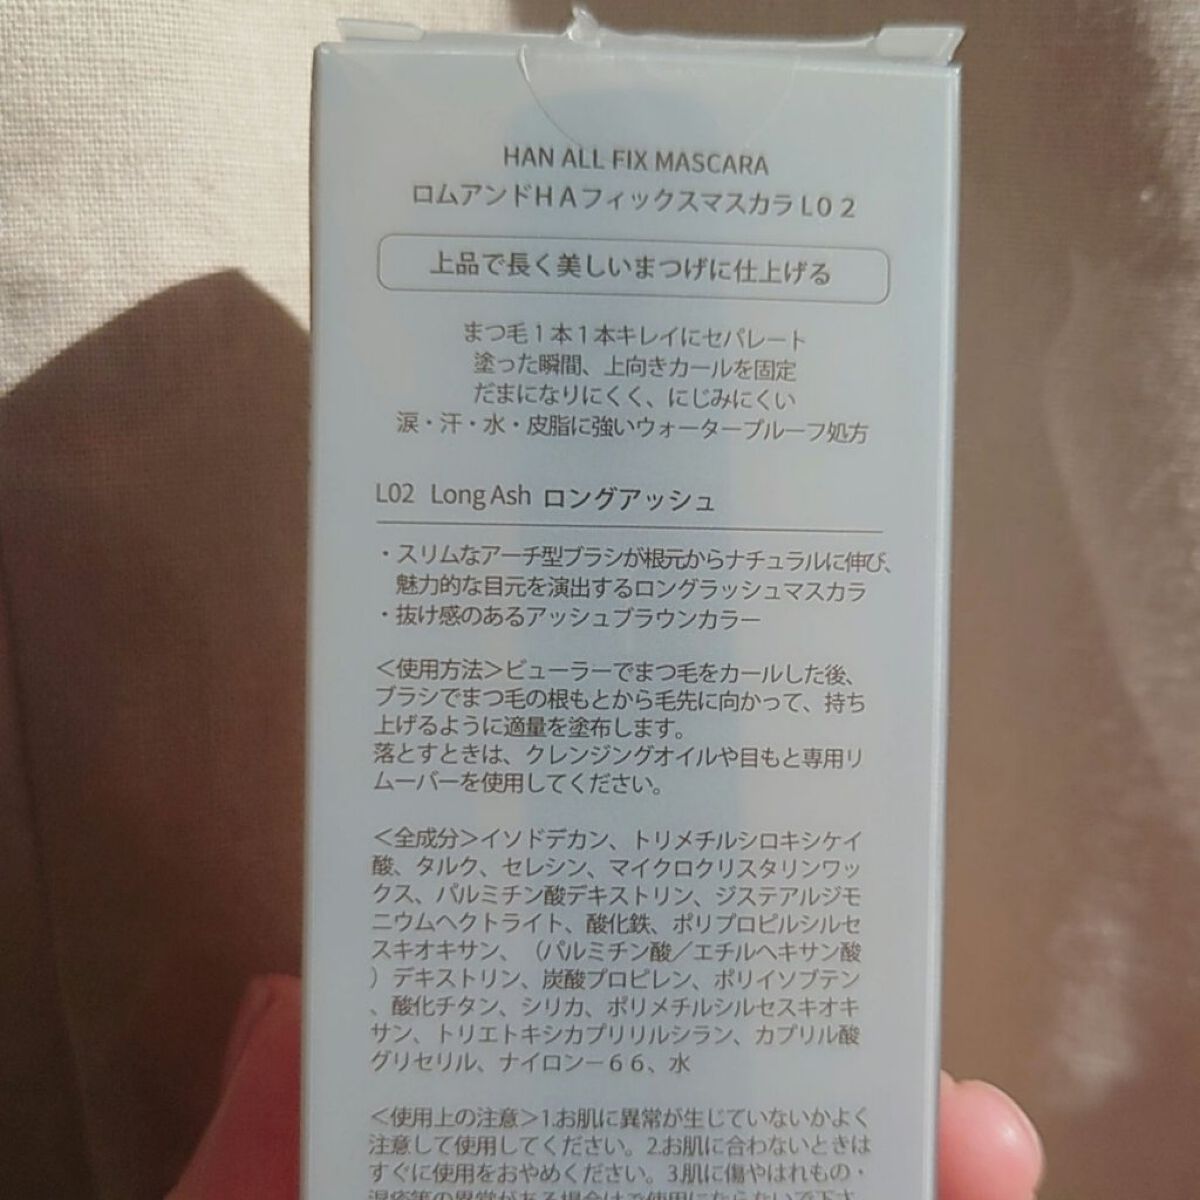 HAN ALL FIX MASCARA
ロムアンドＨＡフィックスマスカラ L０２
上品で長く美しいまつげに仕上げる
まつ毛１本１本キレイにセパレート
塗った瞬間、上向きカールを固定
だまになりにくく、にじみにくい
涙・汗・水・皮脂に強いウォータープルーフ処方
L02 Long Ash ロングアッシュ
・スリムなアーチ型ブラシが根元からナチュラルに伸び、
魅力的な目元を演出するロングラッシュマスカラ
・抜け感のあるアッシュブラウンカラー
＜使用方法＞ビューラーでまつ毛をカールした後、
ブラシでまつ毛の根もとから毛先に向かって、持ち
上げるように適量を塗布します。
落とすときは、クレンジングオイルや目もと専用リ
ムーバーを使用してください。
＜全成分＞イソドデカン、トリメチルシロキシケイ
酸、タルク、セレシン、マイクロクリスタリンワッ
クス、パルミチン酸デキストリン、ジステアルジモ
ニウムヘクトライト、酸化鉄、ポリプロピルシルセ
スキオキサン、（パルミチン酸／エチルヘキサン酸
）デキストリン、炭酸プロピレン、ポリイソブテン
、酸化チタン、シリカ、ポリメチルシルセスキオキ
サン、トリエトキシカプリリルシラン、カプリル酸
グリセリル、ナイロン－６６、水
＜使用上の注意＞1.お肌に異常が生じていないかよく
注意して使用してください。2.お肌に合わないときは
すぐに使用をおやめください。3.肌に傷やはれもの・
湿疹等の異常がある場合はご使用にならないで下さ